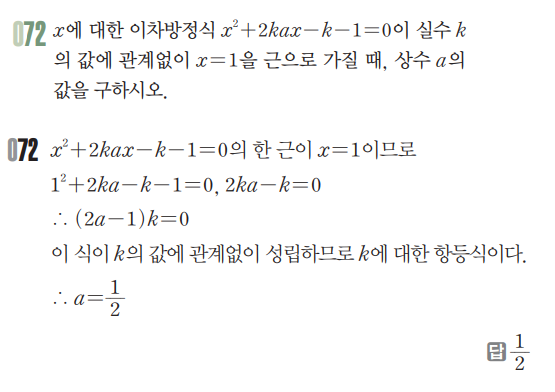 072 x에 대한 이차방정식 x²+2kax-k-1=0이 실수 k
의 값에 관계없이 x=1을 근으로 가질 때, 상수 a의
값을 구하시오.
072 x²+2kax-k-1=0의 한 근이 x=1이므로
1²+2ka-k-1=0, 2ka-k=0
∴ (2a-1)k=0
이 식이 k의 값에 관계없이 성립하므로 k에 대한 항등식이다.
∴ a=1/2
답 1/2